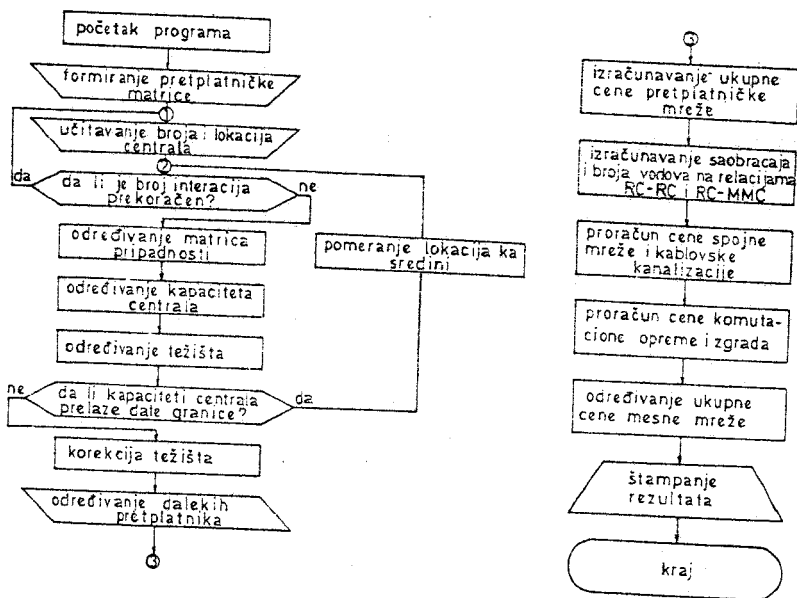 početak programa
formiranje pretplatničke
matrice
1
učitavanje broja i lokacija
centrala
2
da
da li je broj interacija
prekoračen?
ne
određivanje matrica
pripadnosti
pomeranje lokacija ka
sredini
određivanje kapaciteta
centrala
određivanje težišta
ne
da li kapaciteti centrala
prelaze date granice?
da
korekcija težišta
određivanje dalekih
pretplatnika
3
3
izračunavanje ukupne
cene pretplatničke
mreže
izračunavanje saobracaja
i broja vodova na relacijama
RC-RC i RC-MMC
proračun cene spojne
mreže i kablovske
kanalizacije
proračun cene komuta-
cione opreme i zgrada
određivanje ukupne
cene mesne mreže
štampanje
rezultata
kraj